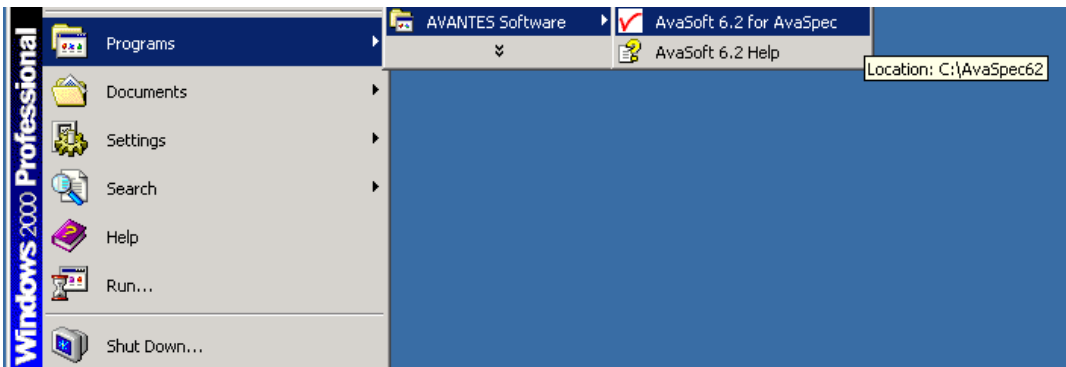 Windows 2000 Professional
Programs
Documents
Settings
Search
Help
Run...
Shut Down...
AVANTES Software
AvaSoft 6.2 for AvaSpec
AvaSoft 6.2 Help
Location: C:\AvaSpec62